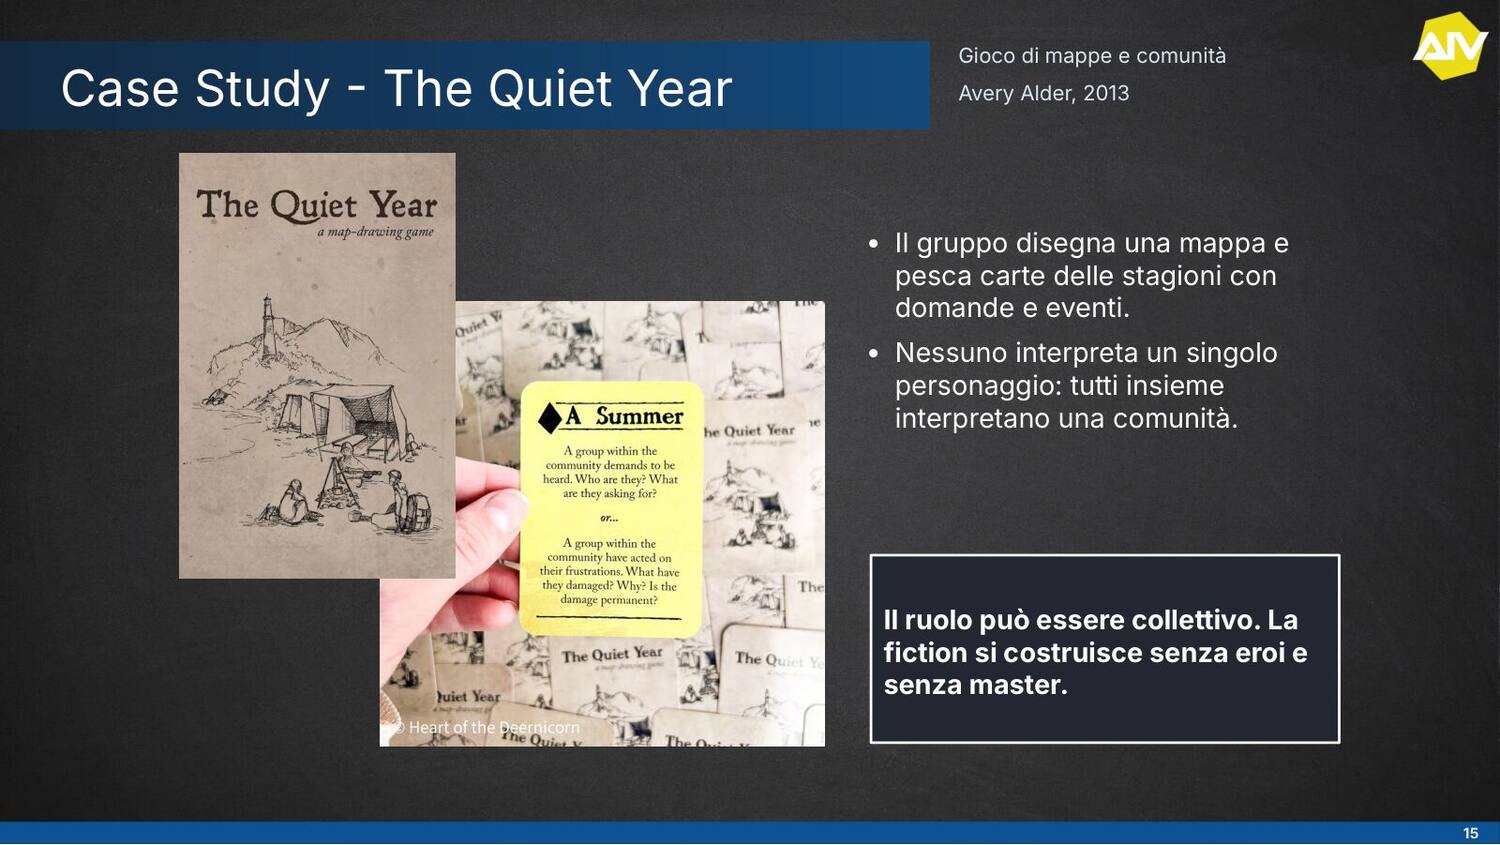 Case Study - The Quiet Year
Gioco di mappe e comunità
Avery Alder, 2013
AIV
The Quiet Year
a map-drawing game
A Summer
A group within the
community demands to be
heard. Who are they? What
are they asking for?
or...
A group within the
community have acted on
their frustrations. What have
they damaged? Why? Is the
damage permanent?
he Quiet Year
The Quiet Year
The Quiet Y
Quiet Year
The
© Heart of the Deernicorn
• Il gruppo disegna una mappa e
pesca carte delle stagioni con
domande e eventi.
• Nessuno interpreta un singolo
personaggio: tutti insieme
interpretano una comunità.
Il ruolo può essere collettivo. La
fiction si costruisce senza eroi e
senza master.
15